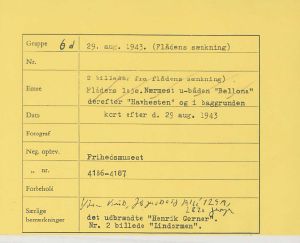 Gruppe 6d 29. aug. 1943. (Flådens sænkning)
Nr.
2 billeder fra flådens sænkning)
Emne Flådens leje. Nærmest u-båden "Bellona"
derefter "Havhesten" og i baggrunden
Dato kort efter d. 29 aug. 1943
Fotograf
Neg. opbev. Frihedsmuseet
" nr. 4186-4187
Forbehold
Særlige
bemærkninger det udbrændte "Henrik Gerner".
Nr. 2 billede "Lindormen".